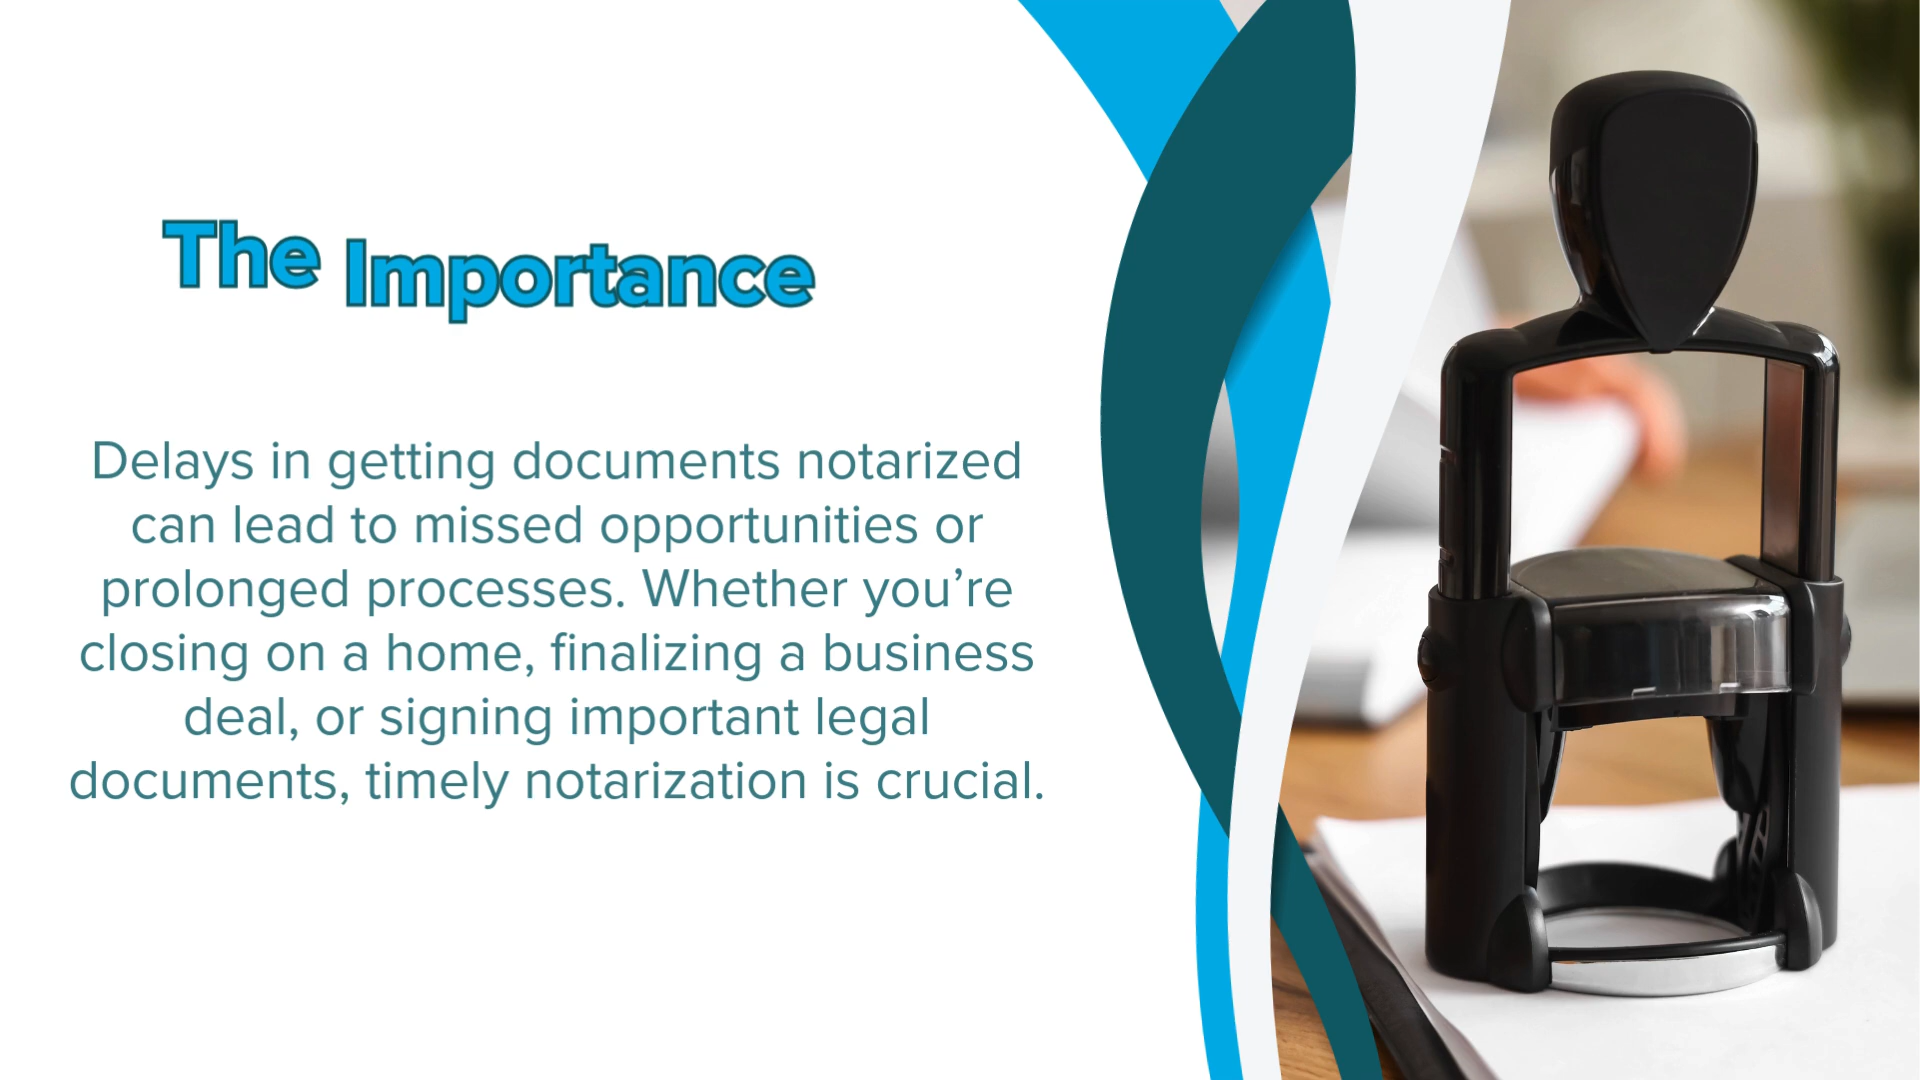 The Importance
Delays in getting documents notarized
can lead to missed opportunities or
prolonged processes. Whether you’re
closing on a home, finalizing a business
deal, or signing important legal
documents, timely notarization is crucial.